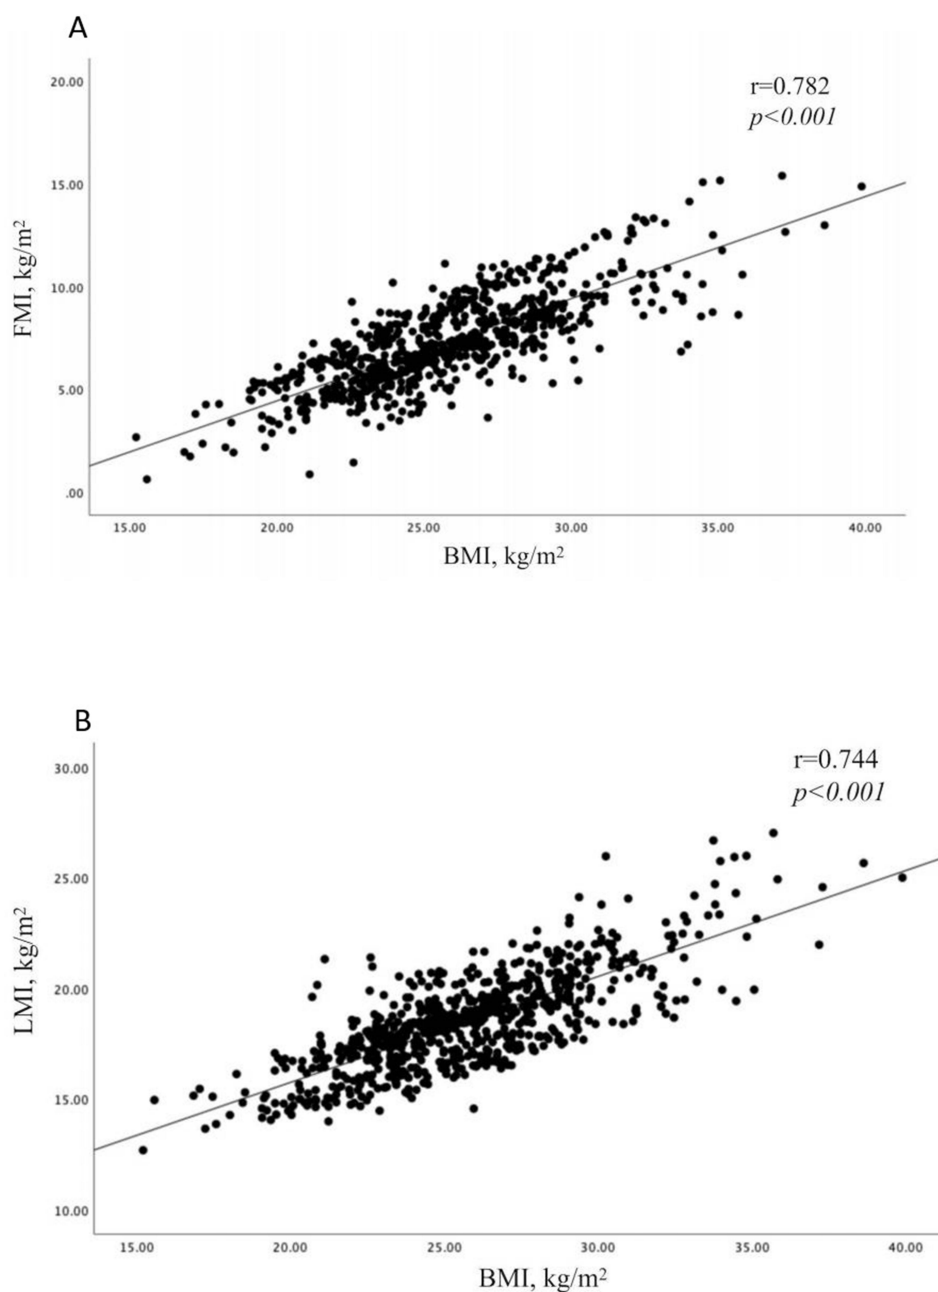 A
r=0.782
p<0.001
20.00
15.00
10.00
5.00
.00
FMI, kg/m²
15.00 20.00 25.00 30.00 35.00 40.00
BMI, kg/m²
B
r=0.744
p<0.001
30.00
25.00
20.00
15.00
10.00
LMI, kg/m²
15.00 20.00 25.00 30.00 35.00 40.00
BMI, kg/m²